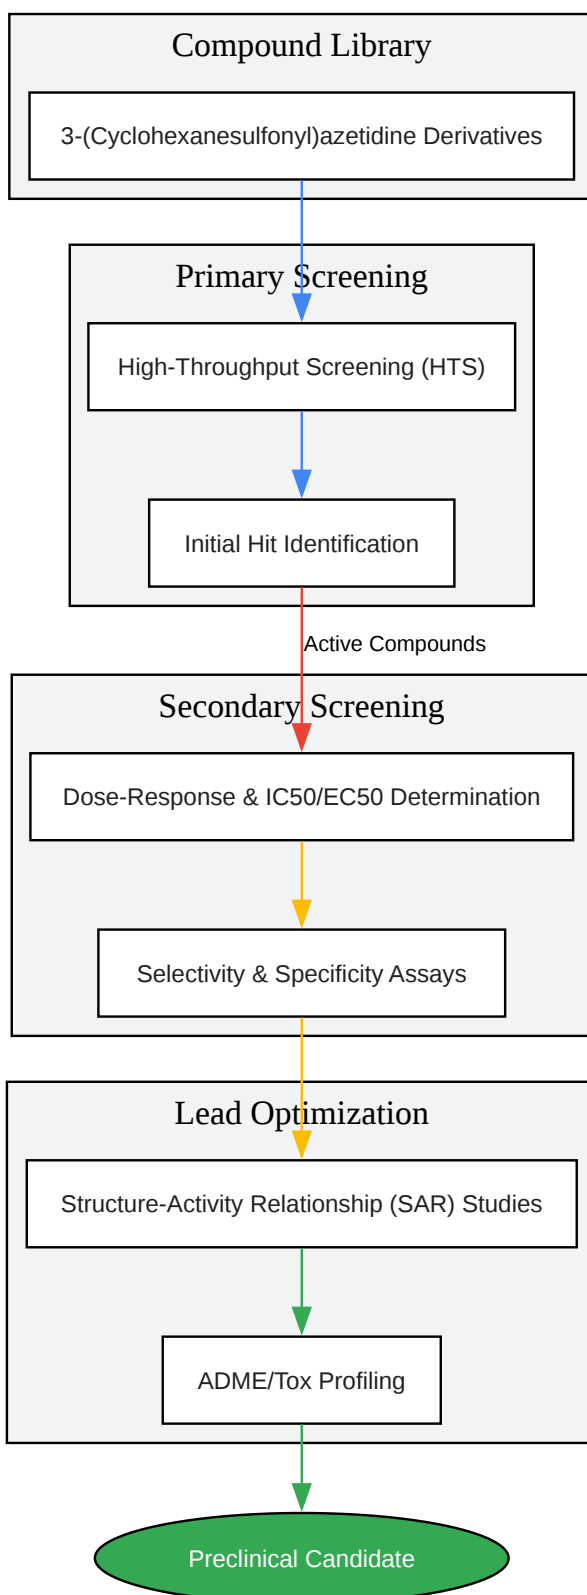 Compound Library
3-(Cyclohexanesulfonyl)azetidine Derivatives
Primary Screening
High-Throughput Screening (HTS)
Initial Hit Identification
Active Compounds
Secondary Screening
Dose-Response & IC50/EC50 Determination
Selectivity & Specificity Assays
Lead Optimization
Structure-Activity Relationship (SAR) Studies
ADME/Tox Profiling
Preclinical Candidate